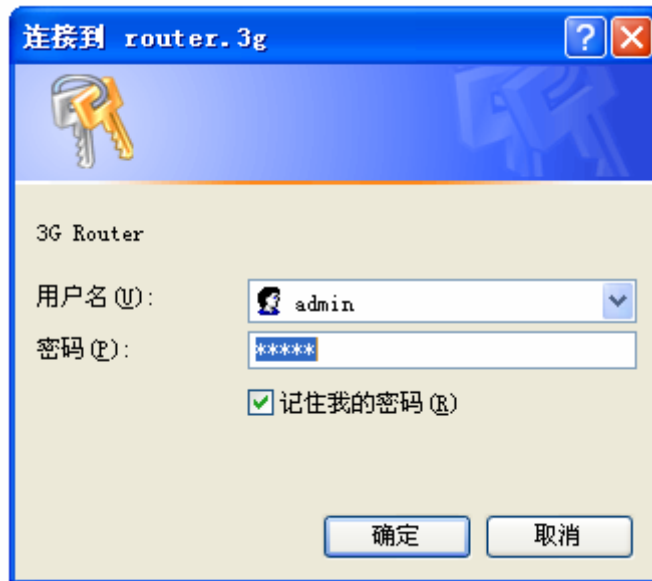 连接到 router.3g
3G Router
用户名(U):
admin
密码(P):
*****
记住我的密码(R)
确定
取消